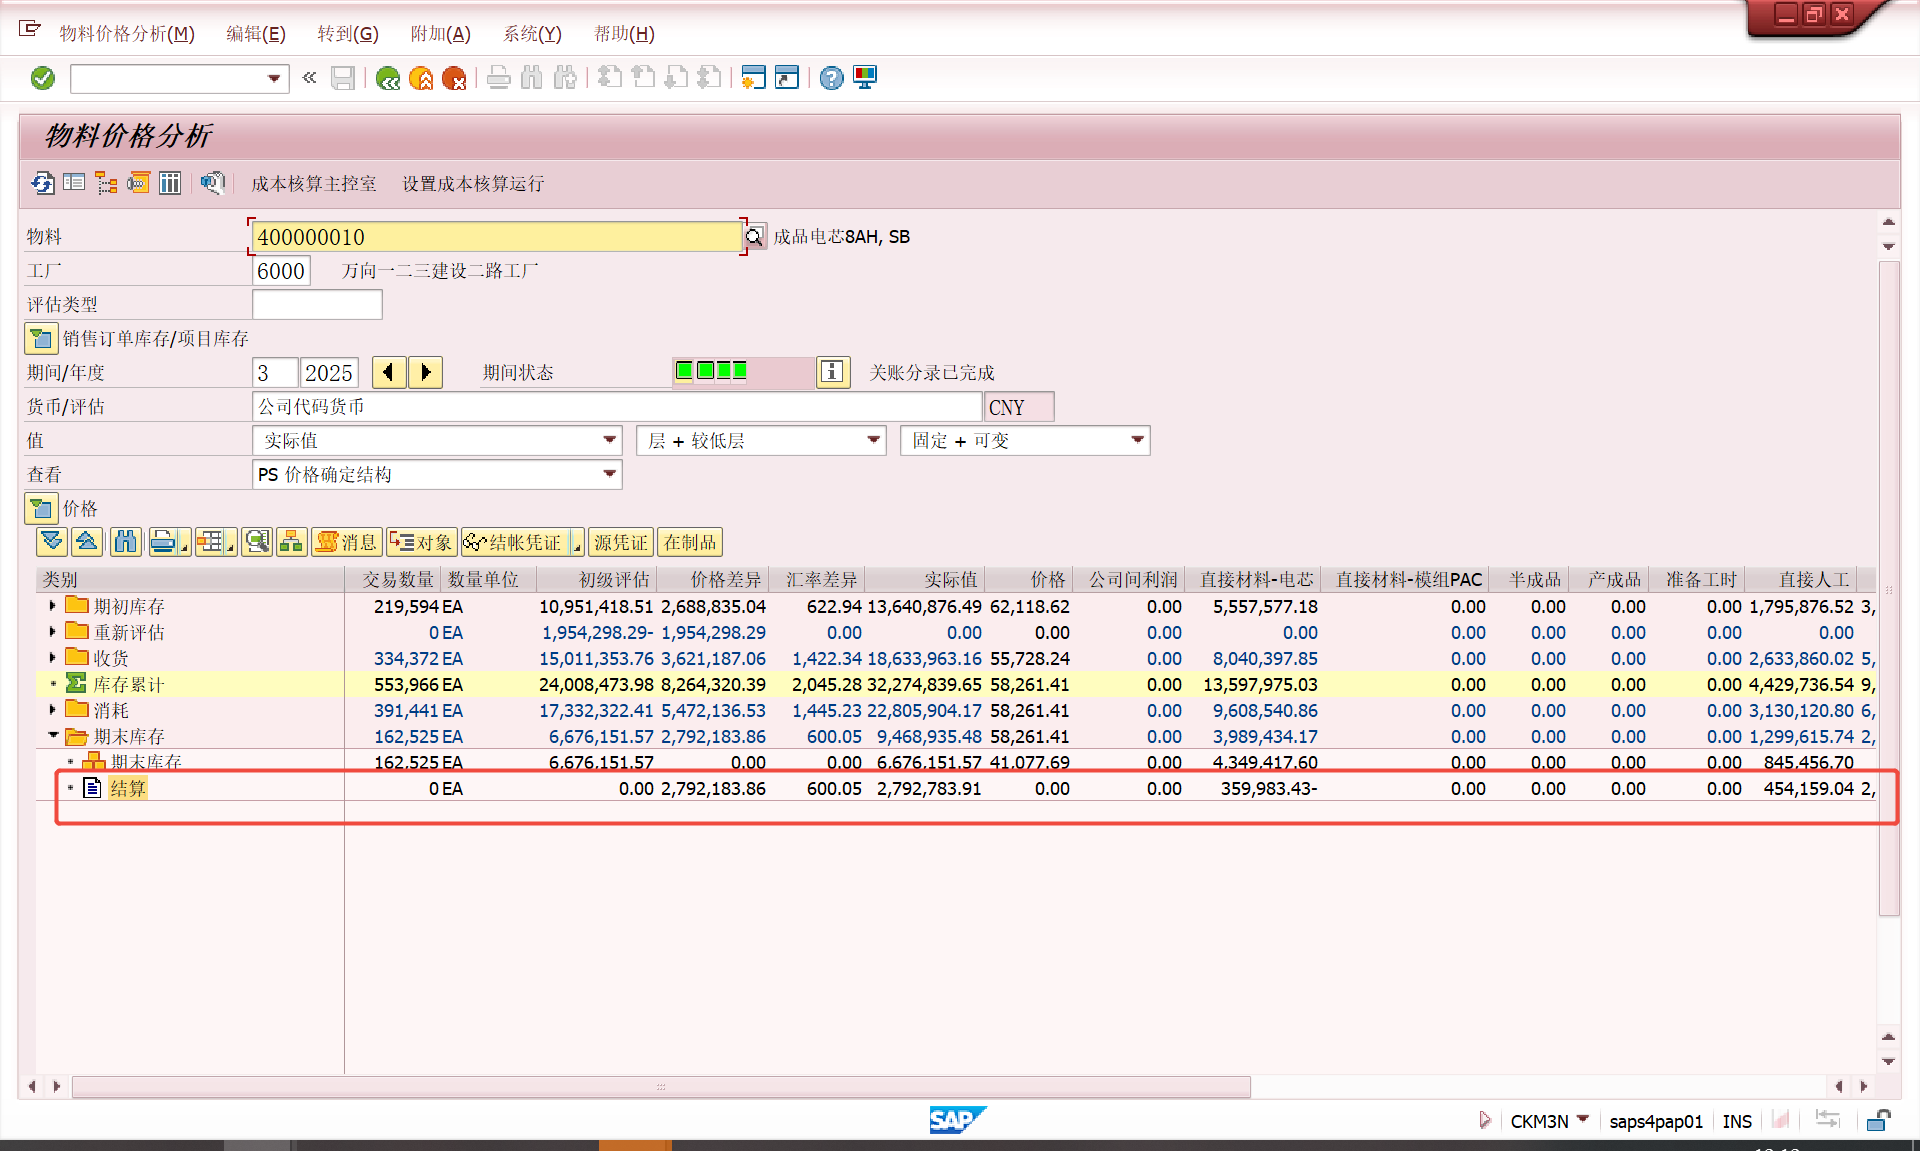 物料价格分析(M) 编辑(E) 转到(G) 附加(A) 系统(Y) 帮助(H)
物料价格分析
成本核算主控室 设置成本核算运行
物料 400000010 成品电芯8AH, SB
工厂 6000 万向一二三建设二路工厂
评估类型
销售订单库存/项目库存
期间/年度 3 2025 期间状态 关账分录已完成
货币/评估 公司代码货币 CNY
值 实际值 层 + 较低层 固定 + 可变
查看 PS 价格确定结构
价格
消息 对象 结帐凭证 源凭证 在制品
类别 交易数量 数量单位 初级评估 价格差异 汇率差异 实际值 价格 公司间利润 直接材料-电芯 直接材料-模组PAC 半成品 产成品 准备工时 直接人工
期初库存 219,594 EA 10,951,418.51 2,688,835.04 622.94 13,640,876.49 62,118.62 0.00 5,557,577.18 0.00 0.00 0.00 0.00 1,795,876.52 3,
重新评估 0 EA 1,954,298.29- 1,954,298.29 0.00 0.00 0.00 0.00 0.00 0.00 0.00 0.00 0.00 0.00
收货 334,372 EA 15,011,353.76 3,621,187.06 1,422.34 18,633,963.16 55,728.24 0.00 8,040,397.85 0.00 0.00 0.00 0.00 2,633,860.02 5,
库存累计 553,966 EA 24,008,473.98 8,264,320.39 2,045.28 32,274,839.65 58,261.41 0.00 13,597,975.03 0.00 0.00 0.00 0.00 4,429,736.54 9,
消耗 391,441 EA 17,332,322.41 5,472,136.53 1,445.23 22,805,904.17 58,261.41 0.00 9,608,540.86 0.00 0.00 0.00 0.00 3,130,120.80 6,
期末库存 162,525 EA 6,676,151.57 2,792,183.86 600.05 9,468,935.48 58,261.41 0.00 3,989,434.17 0.00 0.00 0.00 0.00 1,299,615.74 2,
期末库存 162,525 EA 6,676,151.57 0.00 0.00 6,676,151.57 41,077.69 0.00 4,349,417.60 0.00 0.00 0.00 0.00 845,456.70
结算 0 EA 0.00 2,792,183.86 600.05 2,792,783.91 0.00 0.00 359,983.43- 0.00 0.00 0.00 0.00 454,159.04 2,
SAP CKM3N saps4pap01 INS